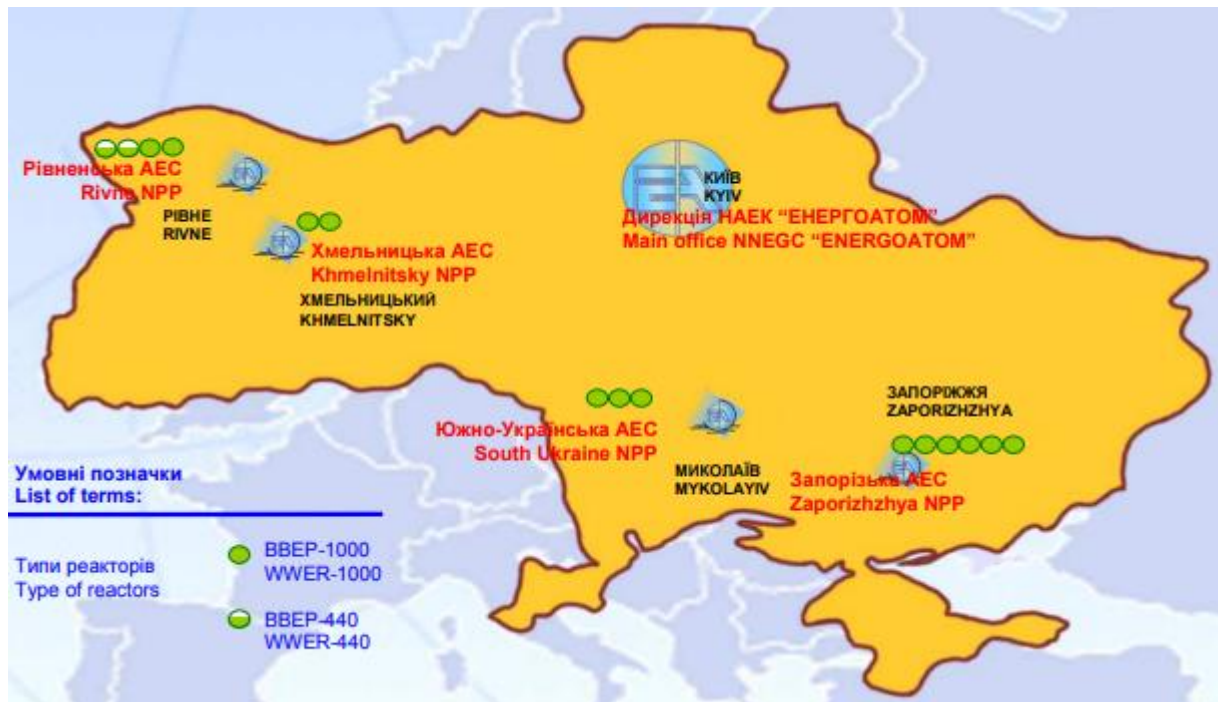 Рівненська АЕС
Rivne NPP
РІВНЕ
RIVNE
Хмельницька АЕС
Khmelnitsky NPP
ХМЕЛЬНИЦЬКИЙ
KHMELNITSKY
КИЇВ
KYIV
Дирекція НАЕК “ЕНЕРГОАТОМ”
Main office NNEGC “ENERGOATOM”
Южно-Українська АЕС
South Ukraine NPP
МИКОЛАЇВ
MYKOLAYIV
ЗАПОРІЖЖЯ
ZAPORIZHZHYA
Запорізька АЕС
Zaporizhzhya NPP
Умовні позначки
List of terms:
Типи реакторів
Type of reactors
ВВЕР-1000
WWER-1000
ВВЕР-440
WWER-440